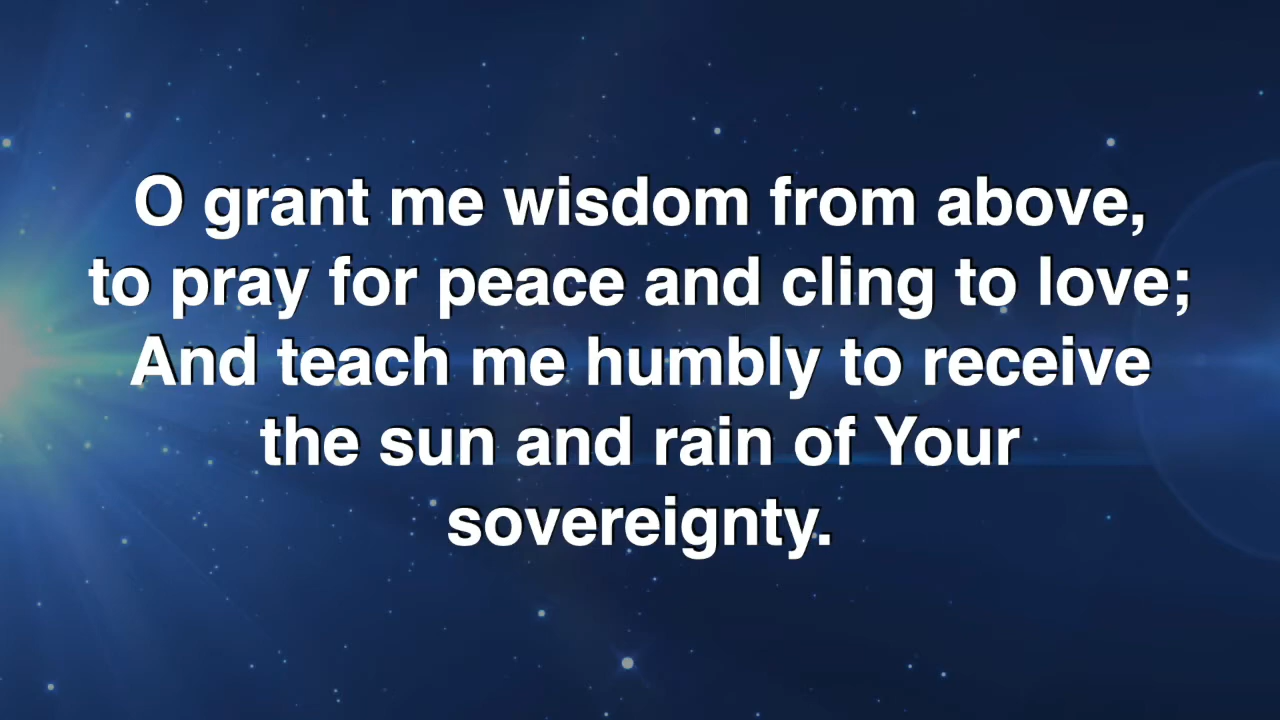 O grant me wisdom from above,
to pray for peace and cling to love;
And teach me humbly to receive
the sun and rain of Your
sovereignty.